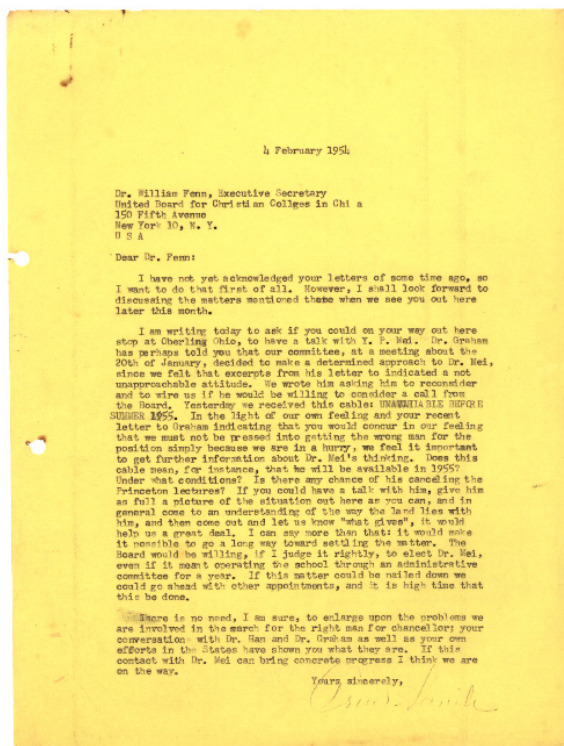 4 February 1954
Dr. William Fenn, Executive Secretary
United Board for Christian Collges in Chi a
150 Fifth Avenue
New York 10, N. Y.
U S A
Dear Dr. Fenn:
I have not yet acknowledged your letters of some time ago, so
I want to do that first of all. However, I shall look forward to
discussing the matters mentioned there when we see you out here
later this month.
I am writing today to ask if you could on your way out here
stop at Oberling Ohio, to have a talk with Y. P. Mei. Dr. Graham
has perhaps told you that our committee, at a meeting about the
20th of January, decided to make a determined approach to Dr. Mei,
since we felt that excerpts from his letter to indicated a not
unapproachable attitude. We wrote him asking him to reconsider
and to wire us if he would be willing to consider a call from
the Board. Yesterday we received this cable: BEFORE
SUMMER 1955. In the light of our own feeling and your recent
letter to Graham indicating that you would concur in our feeling
that we must not be pressed into getting the wrong man for the
position simply because we are in a hurry, we feel it important
to get further information about Dr. Mei's thinking. Does this
cable mean, for instance, that he will be available in 1955?
Under what conditions? Is there any chance of his canceling the
Princeton lectures? If you could have a talk with him, give him
as full a picture of the situation out here as you can, and in
general come to an understanding of the way the land lies with
him, and then come out and let us know "what gives", it would
help us a great deal. I can say more than that: it would make
it possible to go a long way toward settling the matter. The
Board would be willing, if I judge it rightly, to elect Dr. Mei,
even if it meant operating the school through an administrative
committee for a year. If this matter could be nailed down we
could go ahead with other appointments, and it is high time that
this be done.
There is no need, I am sure, to enlarge upon the problems we
are involved in the search for the right man for chancellor; your
conversations with Dr. Han and Dr. Graham as well as your own
efforts in the States have shown you what they are. If this
contact with Dr. Mei can bring concrete progress I think we are
on the way.
Yours sincerely,